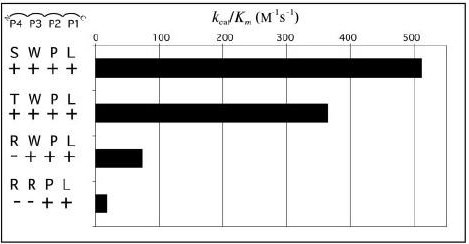 P4 P3 P2 P1
kcat/Km (M-1s-1)
0 100 200 300 400 500
S W P L
+ + + +
T W P L
+ + + +
R W P L
- + + +
R R P L
- - + +